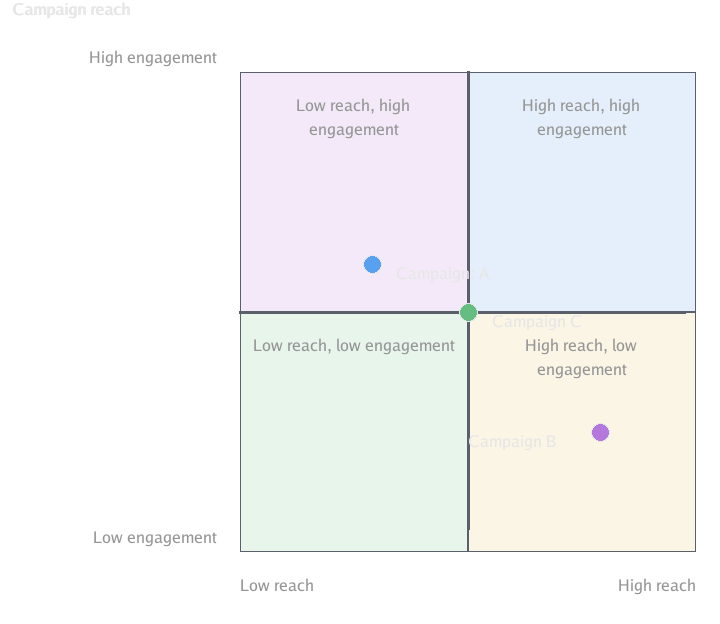 Campaign reach
High engagement
Low reach, high
engagement
High reach, high
engagement
Campaign A
Campaign C
Low reach, low engagement
High reach, low
engagement
Campaign B
Low engagement
Low reach
High reach